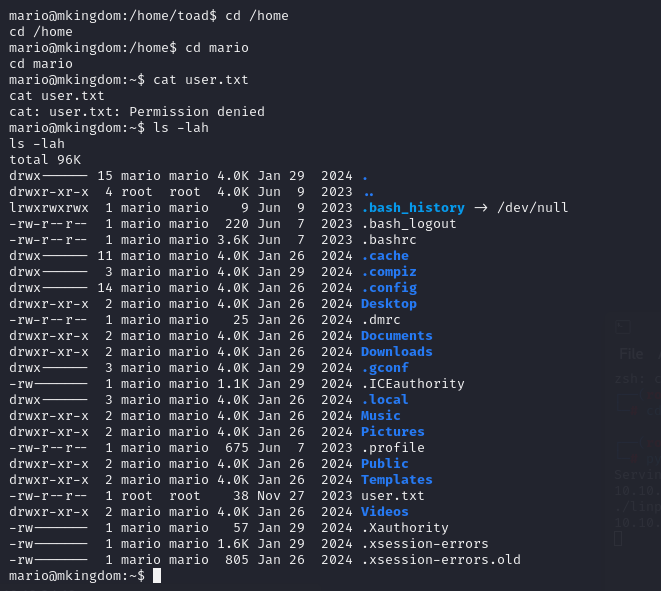 mario@mkingdom:/home/toad$ cd /home
cd /home
mario@mkingdom:/home$ cd mario
cd mario
mario@mkingdom:~$ cat user.txt
cat user.txt
cat: user.txt: Permission denied
mario@mkingdom:~$ ls -lah
ls -lah
total 96K
drwx------ 15 mario mario 4.0K Jan 29  2024 .
drwxr-xr-x  4 root  root  4.0K Jun  9  2023 ..
lrwxrwxrwx  1 mario mario    9 Jun  9  2023 .bash_history -> /dev/null
-rw-r--r--  1 mario mario  220 Jun  7  2023 .bash_logout
-rw-r--r--  1 mario mario 3.6K Jun  7  2023 .bashrc
drwx------ 11 mario mario 4.0K Jan 26  2024 .cache
drwx------  3 mario mario 4.0K Jan 29  2024 .compiz
drwx------ 14 mario mario 4.0K Jan 26  2024 .config
drwxr-xr-x  2 mario mario 4.0K Jan 26  2024 Desktop
-rw-r--r--  1 mario mario   25 Jan 26  2024 .dmrc
drwxr-xr-x  2 mario mario 4.0K Jan 26  2024 Documents
drwxr-xr-x  2 mario mario 4.0K Jan 26  2024 Downloads
drwx------  3 mario mario 4.0K Jan 29  2024 .gconf
-rw-------  1 mario mario 1.1K Jan 29  2024 .ICEauthority
drwx------  3 mario mario 4.0K Jan 26  2024 .local
drwxr-xr-x  2 mario mario 4.0K Jan 26  2024 Music
drwxr-xr-x  2 mario mario 4.0K Jan 26  2024 Pictures
-rw-r--r--  1 mario mario  675 Jun  7  2023 .profile
drwxr-xr-x  2 mario mario 4.0K Jan 26  2024 Public
drwxr-xr-x  2 mario mario 4.0K Jan 26  2024 Templates
-rw-r--r--  1 root  root    38 Nov 27  2023 user.txt
drwxr-xr-x  2 mario mario 4.0K Jan 26  2024 Videos
-rw-------  1 mario mario   57 Jan 29  2024 .Xauthority
-rw-------  1 mario mario 1.6K Jan 29  2024 .xsession-errors
-rw-------  1 mario mario  805 Jan 26  2024 .xsession-errors.old
mario@mkingdom:~$
File
zsh:
10.10.
10.10.